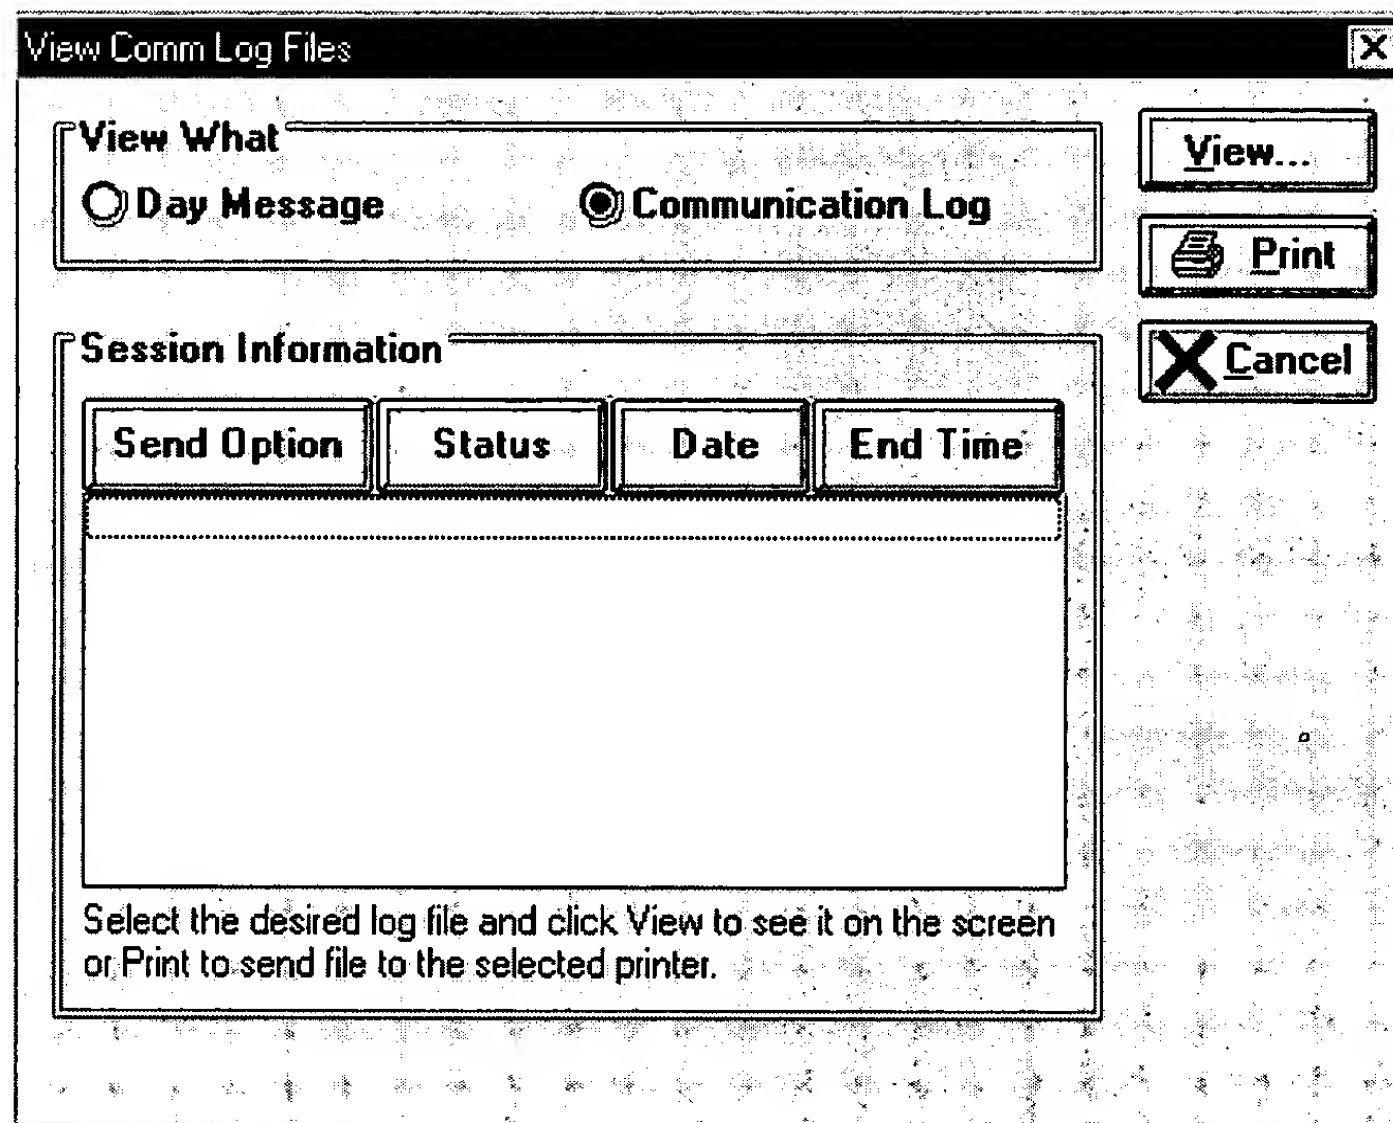 View Comm Log Files
View What
Day Message
Communication Log
View...
Print
Cancel
Session Information
Send Option Status Date End Time
Select the desired log file and click View to see it on the screen
or Print to send file to the selected printer.